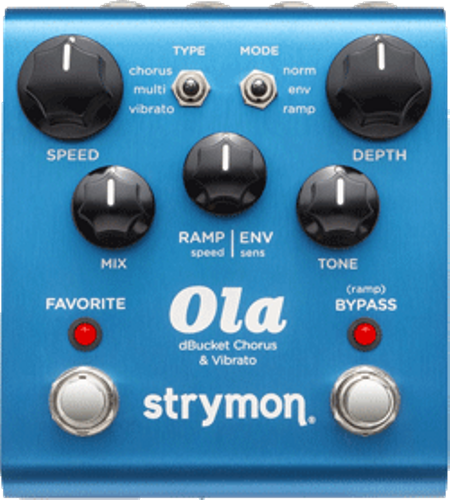 strymon
TYPE
MODE
chorus
multi
vibrato
norm
env
ramp
SPEED
DEPTH
RAMP | ENV
speed | sens
MIX
TONE
FAVORITE
(ramp)
BYPASS
Ola
dBucket Chorus
& Vibrato
strymon®